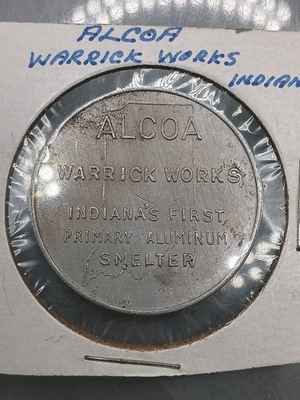 ALCOA
WARRICK WORKS
INDIAN
ALCOA
WARRICK WORKS
INDIANA'S FIRST
PRIMARY ALUMINUM
SMELTER